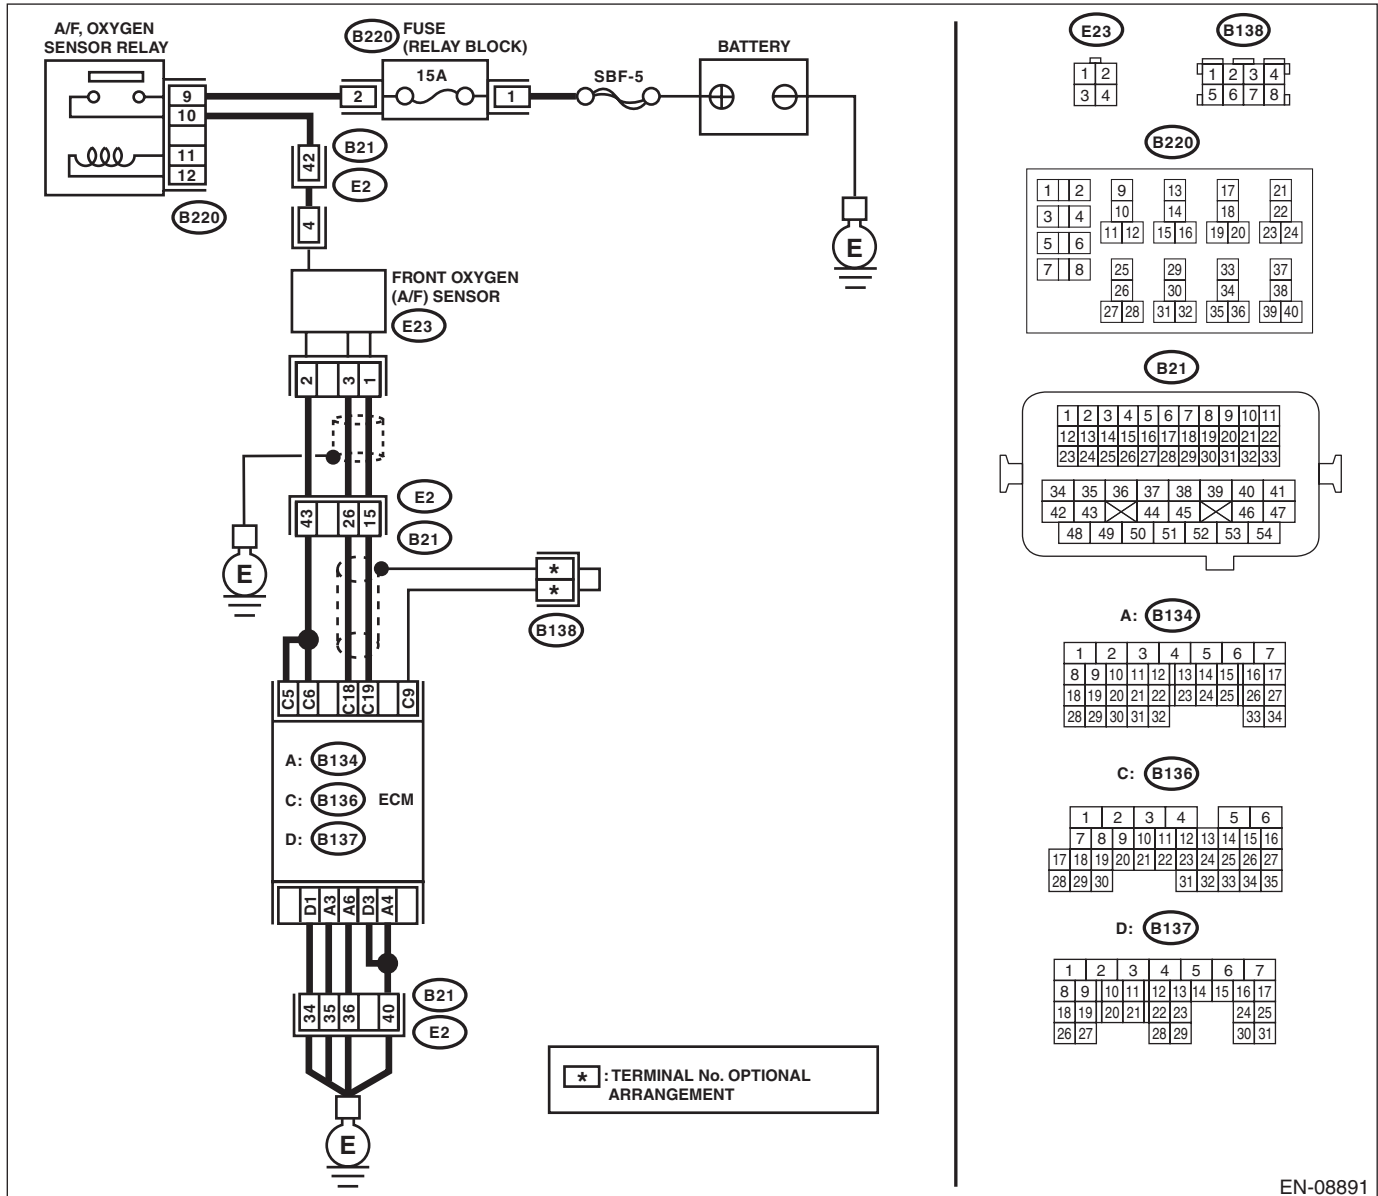 A/F, OXYGEN
SENSOR RELAY
B220
FUSE
(RELAY BLOCK)
BATTERY
15A
SBF-5
9
10
11
12
2
1
B220
42
B21
E2
4
E
FRONT OXYGEN
(A/F) SENSOR
E23
2 3 1
E2
43 26 15
B21
E
*
*
B138
C5 C6 C18 C19 C9
A: B134
C: B136 ECM
D: B137
D1 A3 A6 D3 A4
B21
34 35 36 40
E2
E
* : TERMINAL No. OPTIONAL
ARRANGEMENT
E23
1 2
3 4
B138
1 2 3 4
5 6 7 8
B220
1 2 9 13 17 21
3 4 10 14 18 22
11 12 15 16 19 20 23 24
5 6
7 8 25 29 33 37
26 30 34 38
27 28 31 32 35 36 39 40
B21
1 2 3 4 5 6 7 8 9 10 11
12 13 14 15 16 17 18 19 20 21 22
23 24 25 26 27 28 29 30 31 32 33
34 35 36 37 38 39 40 41
42 43 44 45 46 47
48 49 50 51 52 53 54
A: B134
1 2 3 4 5 6 7
8 9 10 11 12 13 14 15 16 17
18 19 20 21 22 23 24 25 26 27
28 29 30 31 32 33 34
C: B136
1 2 3 4 5 6
7 8 9 10 11 12 13 14 15 16
17 18 19 20 21 22 23 24 25 26 27
28 29 30 31 32 33 34 35
D: B137
1 2 3 4 5 6 7
8 9 10 11 12 13 14 15 16 17
18 19 20 21 22 23 24 25
26 27 28 29 30 31
EN-08891